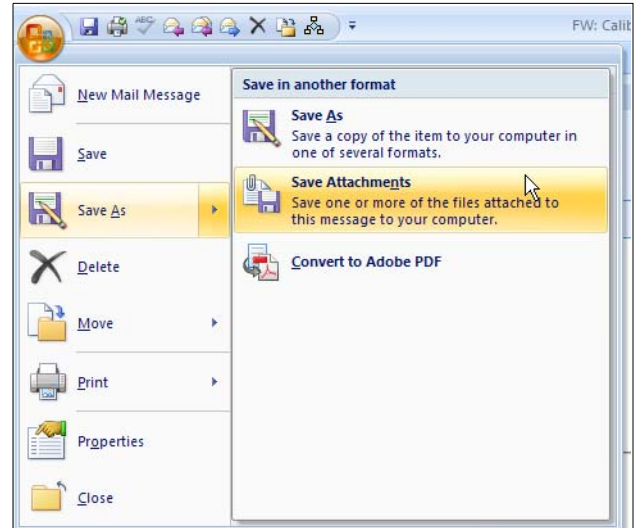 ABC
FW: Calib
New Mail Message
Save
Save As
Delete
Move
Print
Properties
Close
Save in another format
Save As
Save a copy of the item to your computer in
one of several formats.
Save Attachments
Save one or more of the files attached to
this message to your computer.
Convert to Adobe PDF